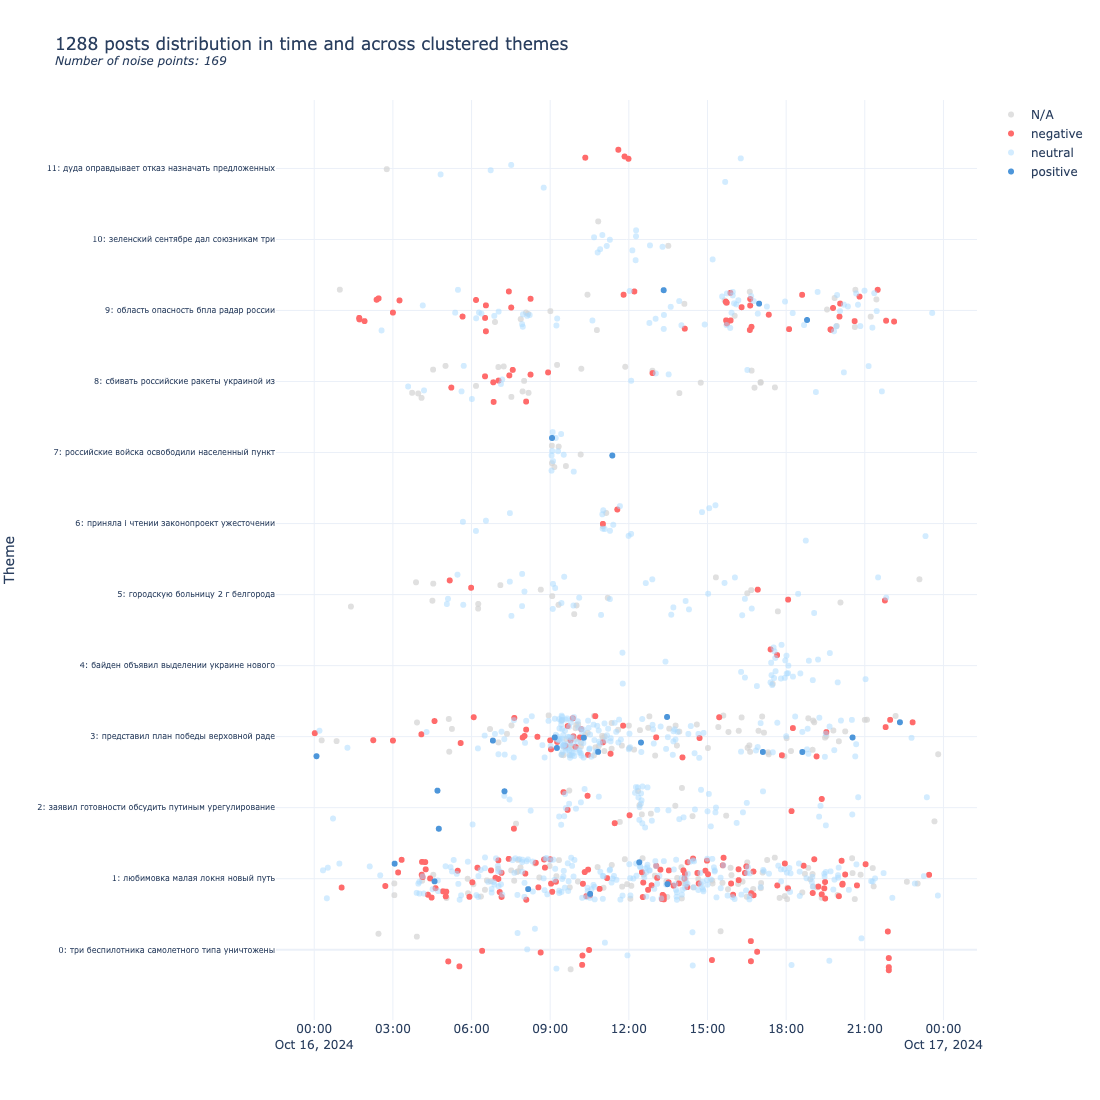 1288 posts distribution in time and across clustered themes
Number of noise points: 169
N/A
negative
neutral
positive
Theme
11: дуда оправдывает отказ назначать предложенных
10: зеленский сентябре дал союзникам три
9: область опасность бпла радар россии
8: сбивать российские ракеты украиной из
7: российские войска освободили населенный пункт
6: приняла i чтении законопроект ужесточении
5: городскую больницу 2 г белгорода
4: байден объявил выделении украине нового
3: представил план победы верховной раде
2: заявил готовности обсудить путиным урегулирование
1: любимовка малая локня новый путь
0: три беспилотника самолетного типа уничтожены
00:00 03:00 06:00 09:00 12:00 15:00 18:00 21:00 00:00
Oct 16, 2024 Oct 17, 2024